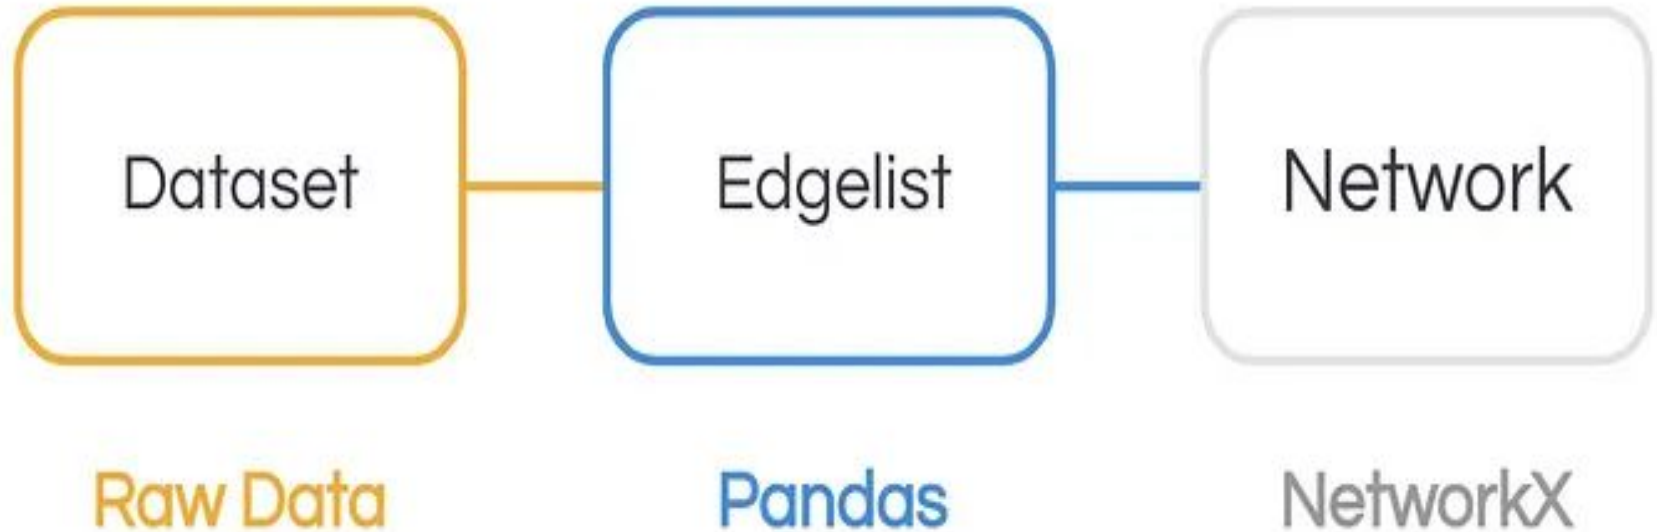 Dataset
Edgelist
Network
Raw Data
Pandas
NetworkX